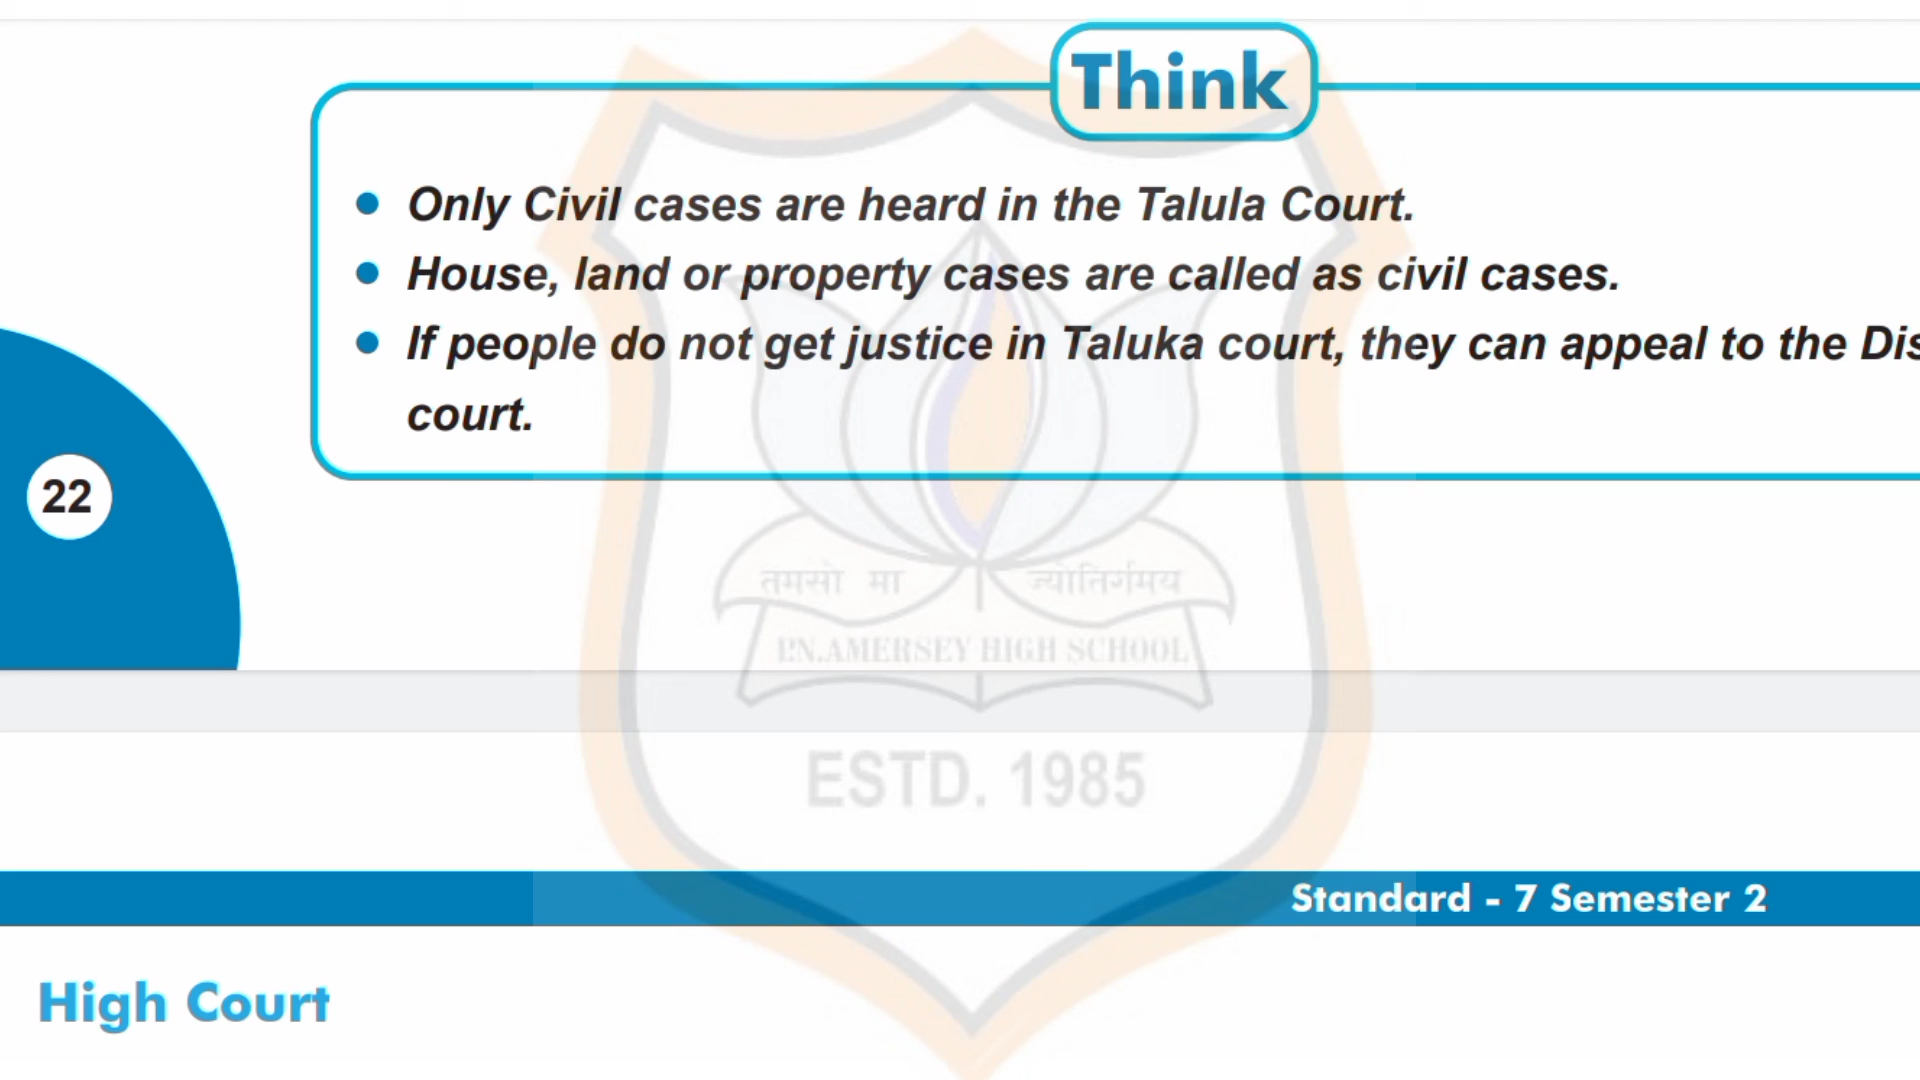 Think
Only Civil cases are heard in the Talula Court.
House, land or property cases are called as civil cases.
If people do not get justice in Taluka court, they can appeal to the Dis
court.
22
तमसो मा ज्योतिर्गमय
P.N.AMERSEY HIGH SCHOOL
ESTD. 1985
Standard - 7 Semester 2
High Court